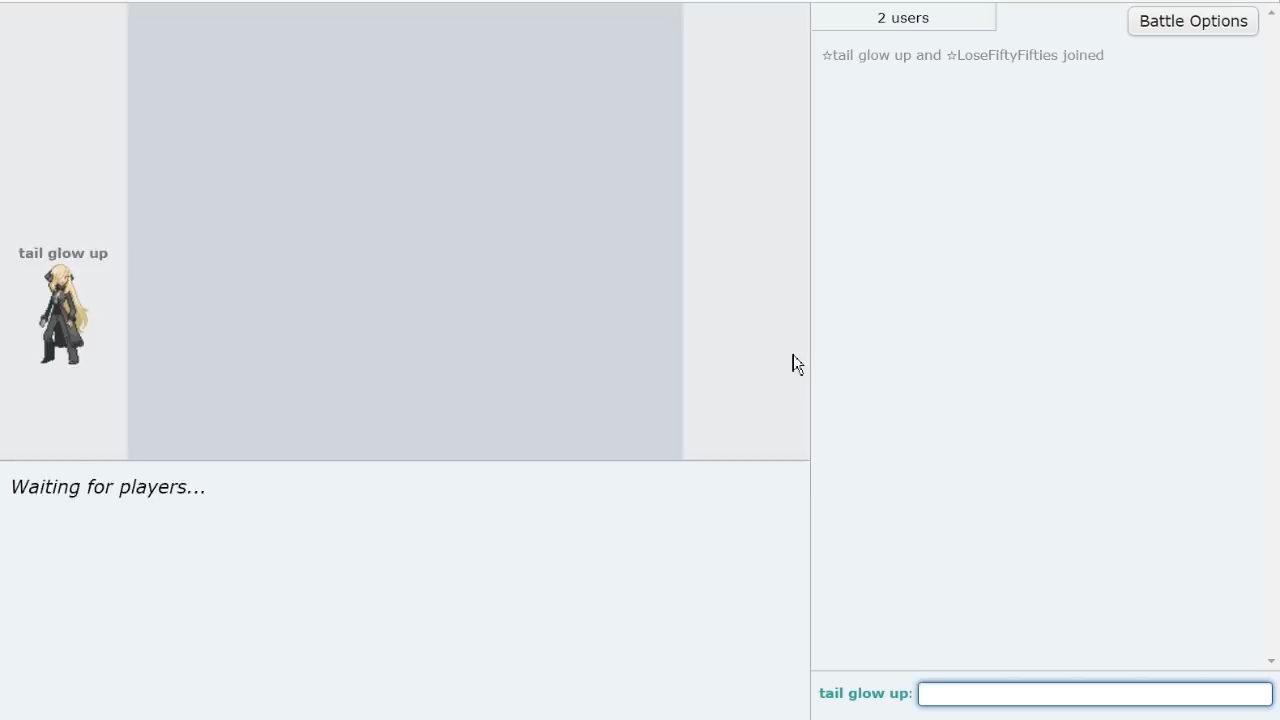 2 users
Battle Options
☆tail glow up and ☆LoseFiftyFifties joined
tail glow up
Waiting for players...
tail glow up: